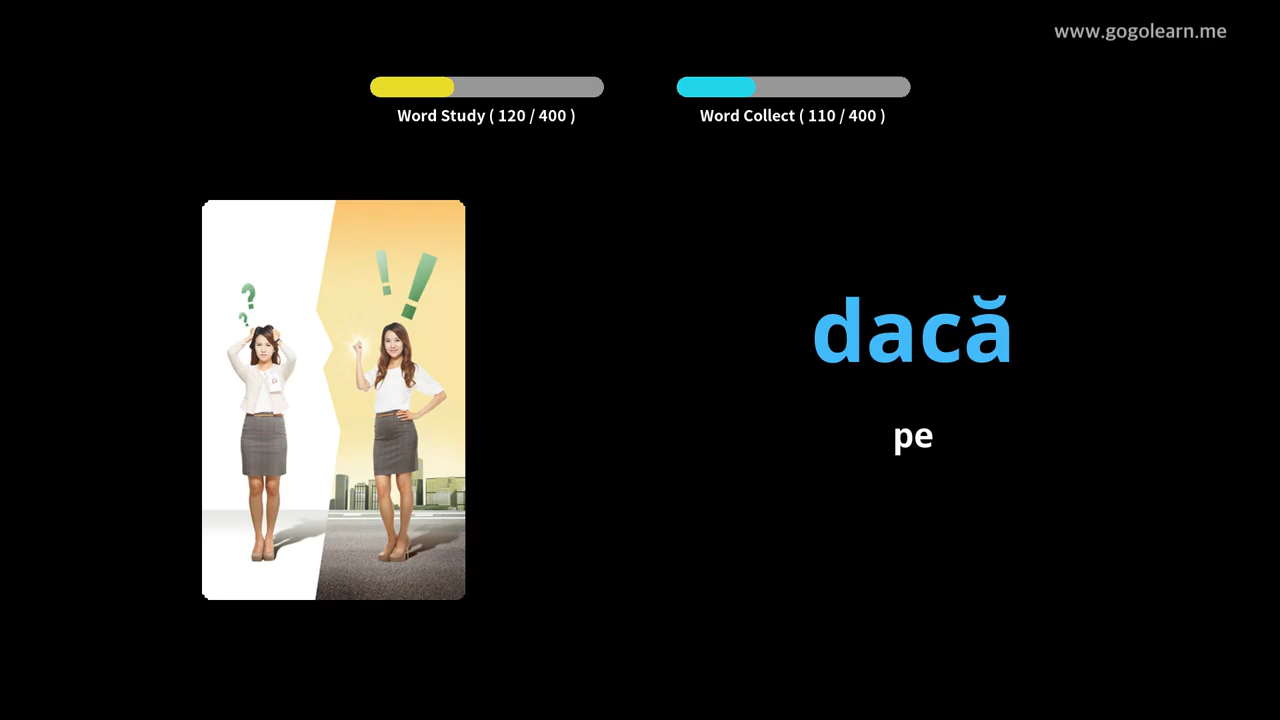 www.gogolearn.me
Word Study ( 120 / 400 )
Word Collect ( 110 / 400 )
? ?
! !
dacă
pe